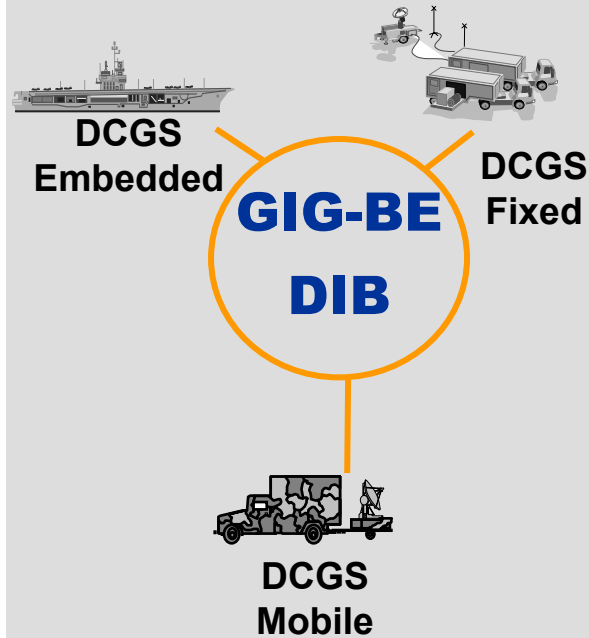 DCGS
Embedded
DCGS
Fixed
GIG-BE
DIB
DCGS
Mobile